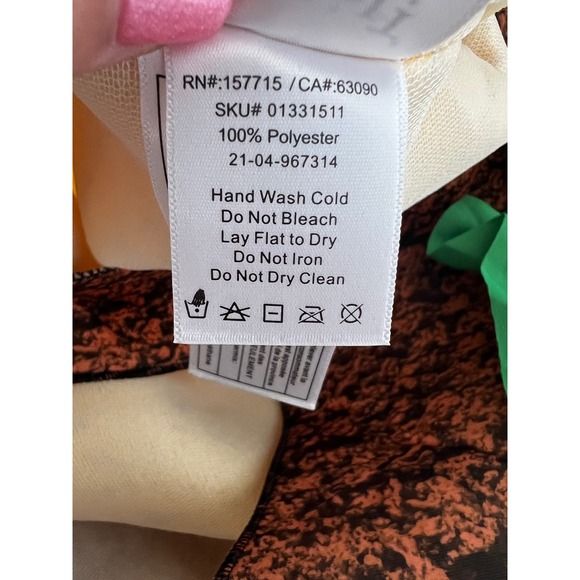 RN#:157715 / CA#:63090
SKU# 01331511
100% Polyester
21-04-967314
Hand Wash Cold
Do Not Bleach
Lay Flat to Dry
Do Not Iron
Do Not Dry Clean